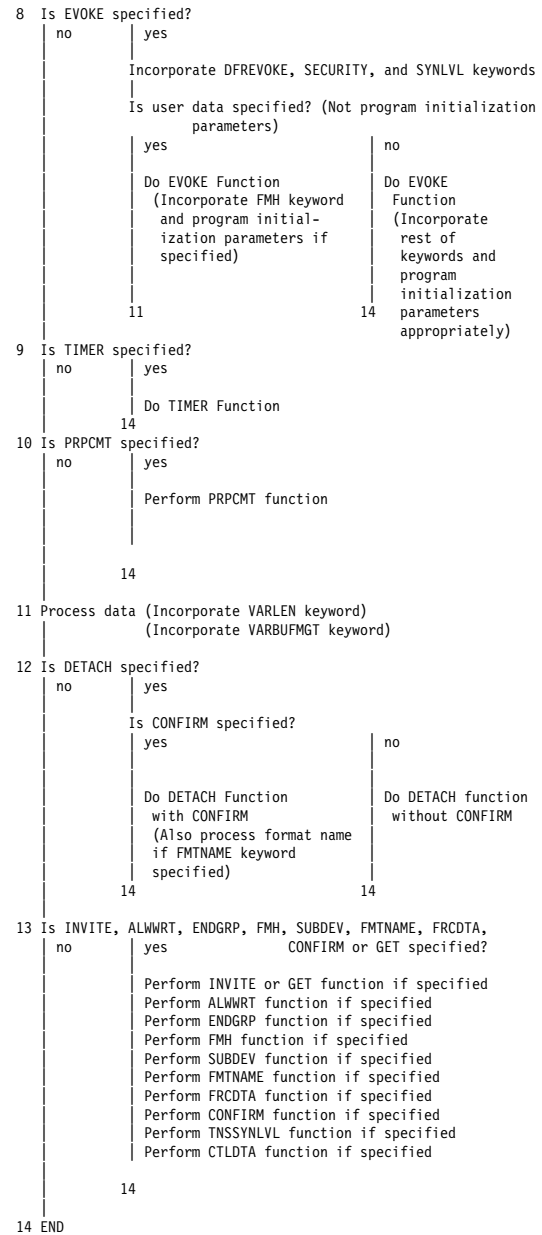 8 Is EVOKE specified?
no yes
Incorporate DFREVOKE, SECURITY, and SYNLVL keywords
Is user data specified? (Not program initialization
parameters)
yes no
Do EVOKE Function Do EVOKE
(Incorporate FMH keyword Function
and program initial- (Incorporate
ization parameters if rest of
specified) keywords and
program
initialization
11 14 parameters
appropriately)
9 Is TIMER specified?
no yes
Do TIMER Function
14
10 Is PRPCMT specified?
no yes
Perform PRPCMT function
14
11 Process data (Incorporate VARLEN keyword)
(Incorporate VARBUFMGT keyword)
12 Is DETACH specified?
no yes
Is CONFIRM specified?
yes no
Do DETACH Function Do DETACH function
with CONFIRM without CONFIRM
(Also process format name
if FMTNAME keyword
specified)
14 14
13 Is INVITE, ALWWRT, ENDGRP, FMH, SUBDEV, FMTNAME, FRCDTA,
no yes CONFIRM or GET specified?
Perform INVITE or GET function if specified
Perform ALWWRT function if specified
Perform ENDGRP function if specified
Perform FMH function if specified
Perform SUBDEV function if specified
Perform FMTNAME function if specified
Perform FRCDTA function if specified
Perform CONFIRM function if specified
Perform TNSSYNLVL function if specified
Perform CTLDTA function if specified
14
14 END